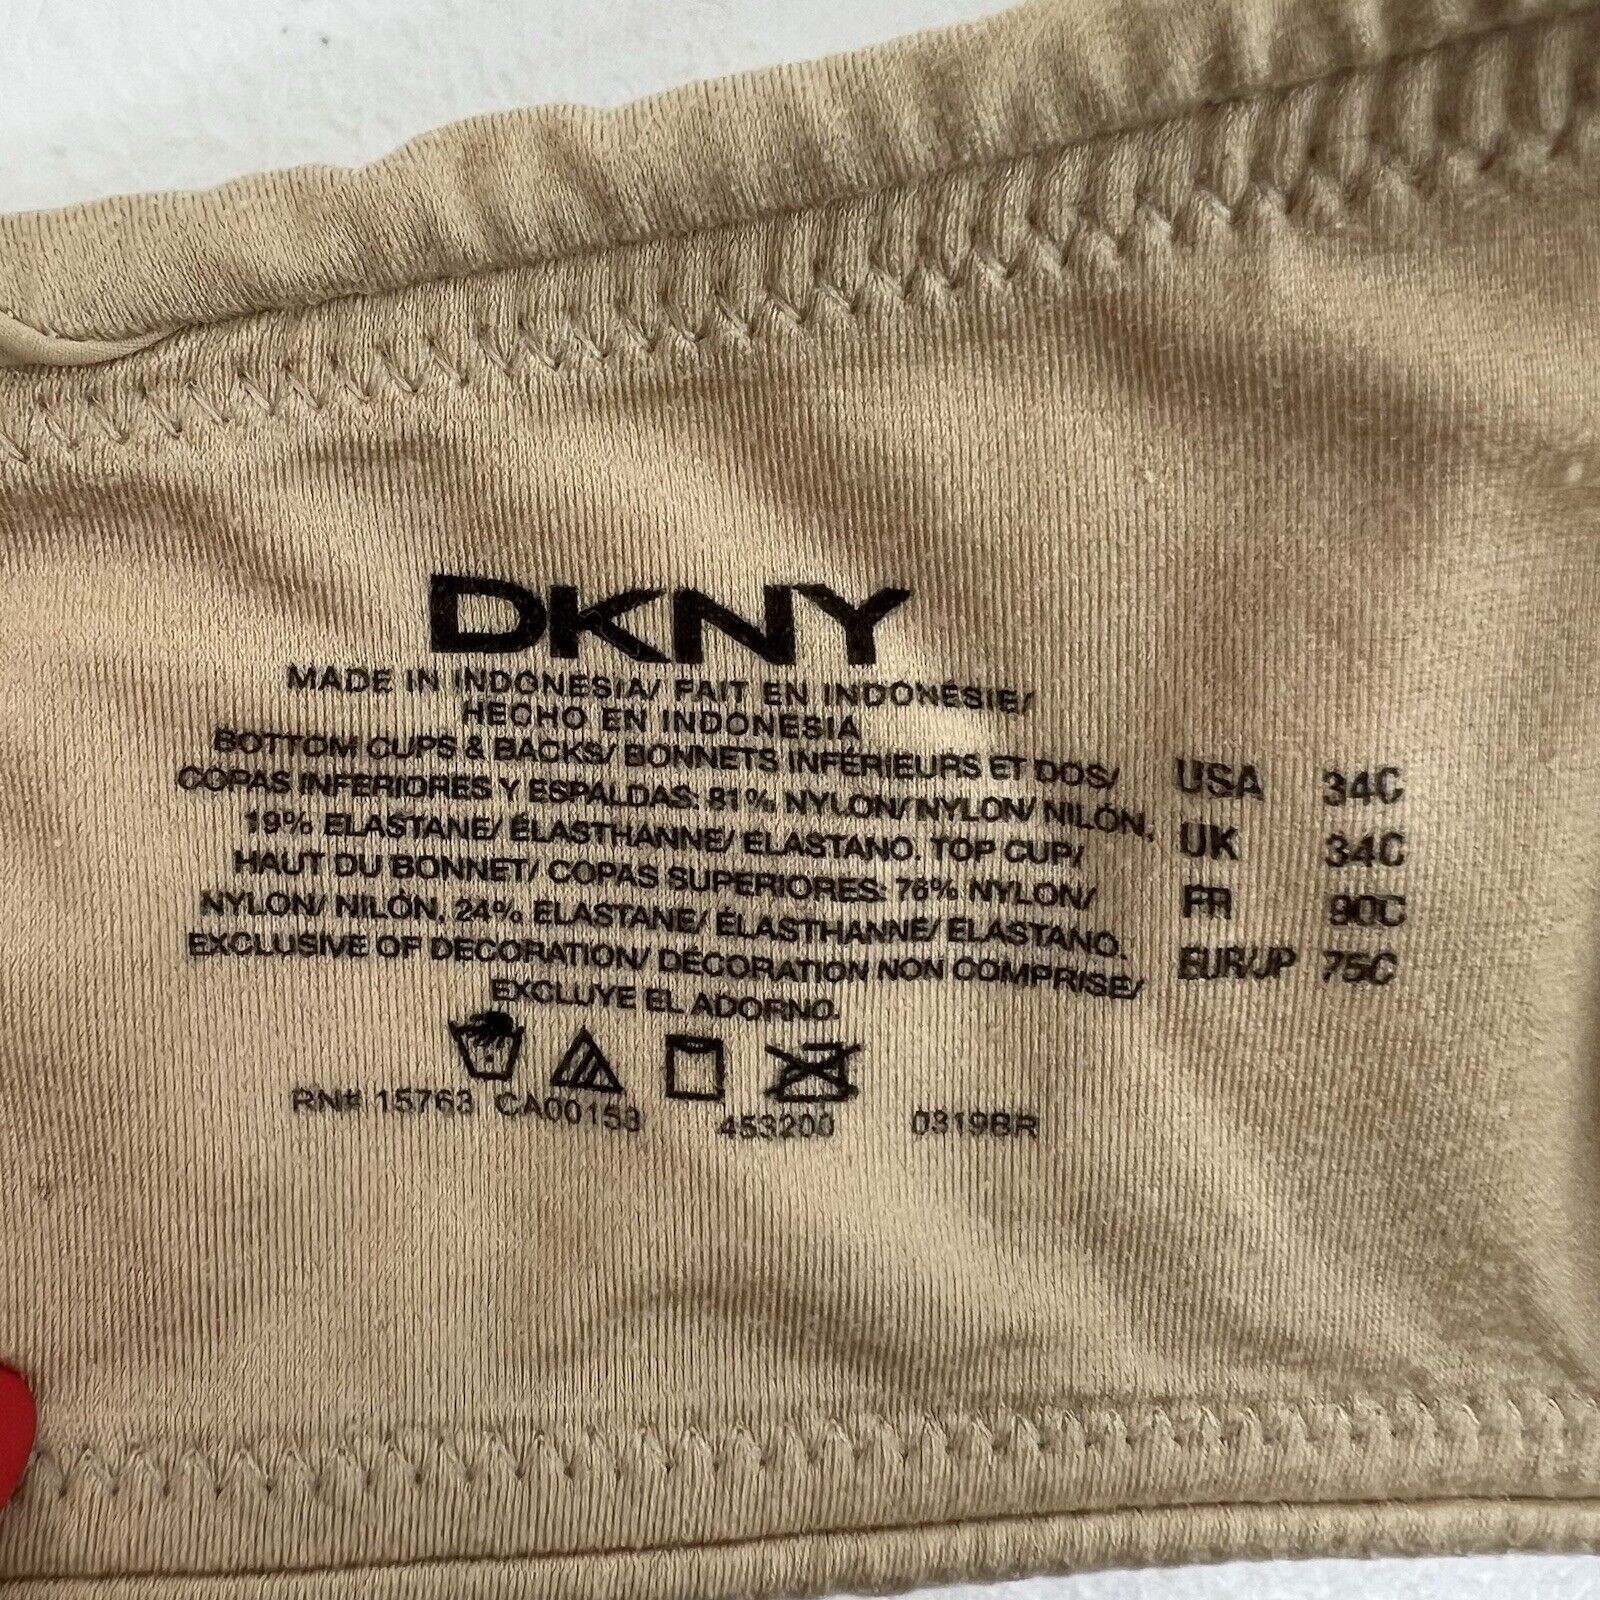 DKNY
MADE IN INDONESIA/ FAIT EN INDONÉSIE/
HECHO EN INDONESIA
BOTTOM CUPS & BACKS/ BONNETS INFÉRIEURS ET DOS/
COPAS INFERIORES Y ESPALDAS: 81% NYLON/ NYLON/ NILÓN,
19% ELASTANE/ ÉLASTHANNE/ ELASTANO. TOP CUP/
HAUT DU BONNET/ COPAS SUPERIORES: 76% NYLON/
NYLON/ NILÓN, 24% ELASTANE/ ÉLASTHANNE/ ELASTANO.
EXCLUSIVE OF DECORATION/ DÉCORATION NON COMPRISE/
EXCLUYE EL ADORNO.
RN# 15763 CA00153 453200 0319BR
USA 34C
UK 34C
FR 90C
EUR/JP 75C